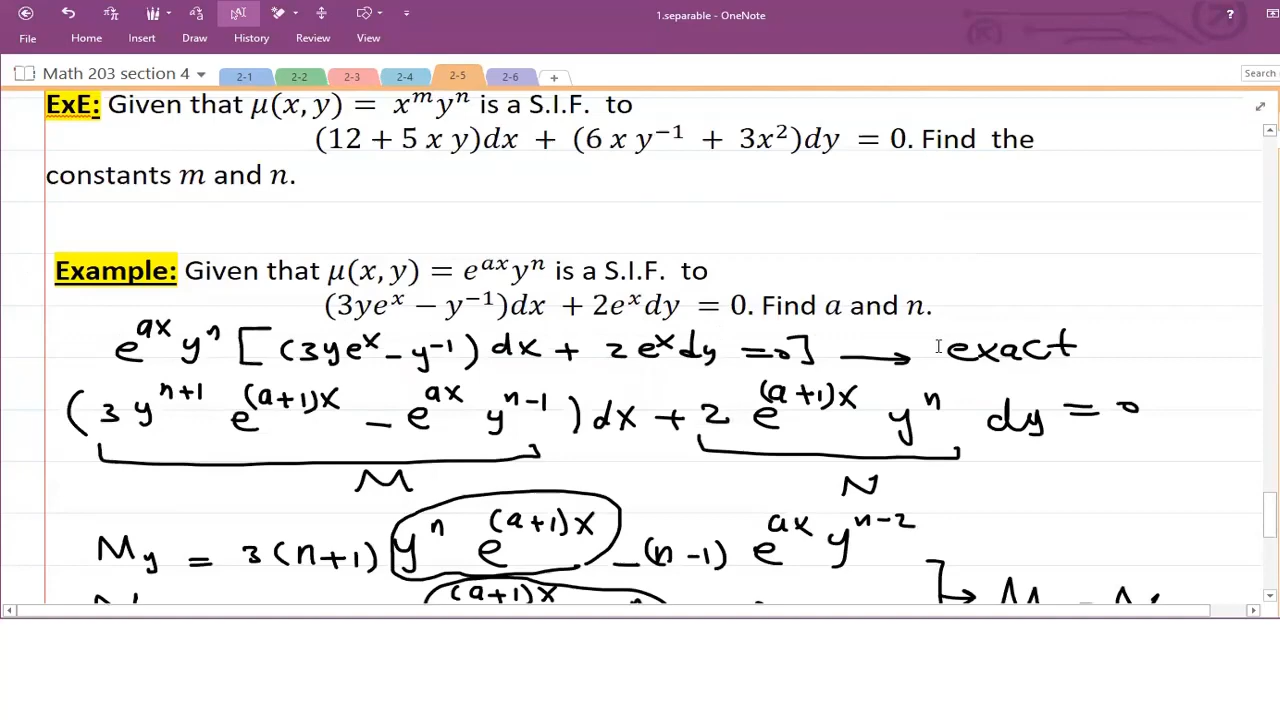 1.separable - OneNote
File Home Insert Draw History Review View
Math 203 section 4 2-1 2-2 2-3 2-4 2-5 2-6 + Search
ExE: Given that μ(x, y) = x^m y^n is a S.I.F. to
(12 + 5 x y)dx + (6 x y^−1 + 3x^2)dy = 0. Find the
constants m and n.
Example: Given that μ(x, y) = e^{ax} y^n is a S.I.F. to
(3ye^x − y^−1)dx + 2e^x dy = 0. Find a and n.
e^{ax} y^n [(3ye^x − y^−1) dx + 2e^x dy = 0] → exact
(3 y^{n+1} e^{(a+1)x} − e^{ax} y^{n−1}) dx + 2 e^{(a+1)x} y^n dy = 0
M N
M_y = 3(n+1) y^n e^{(a+1)x} − (n−1) e^{ax} y^{n−2}
(a+1)x